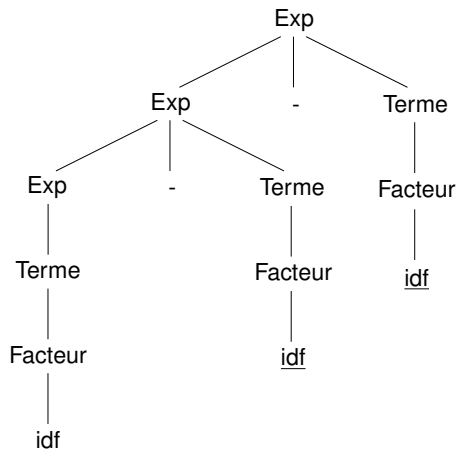 Exp
Exp - Terme
Exp - Terme Facteur
Terme Facteur idf
Facteur idf
idf